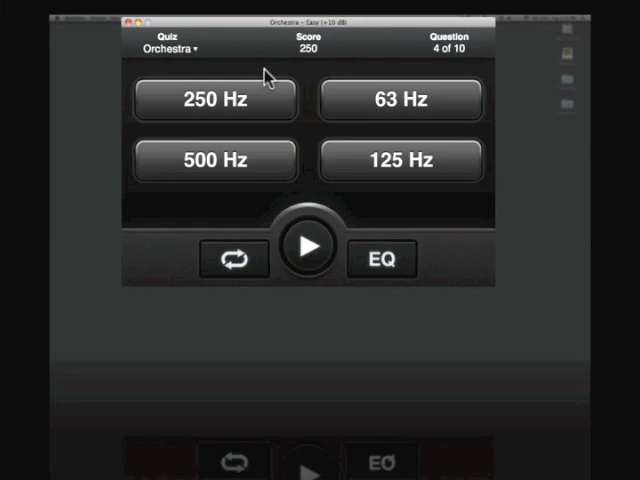 Orchestra - Easy (+10 dB)
Quiz
Score
Question
Orchestra
250
4 of 10
250 Hz
63 Hz
500 Hz
125 Hz
EQ
EQ